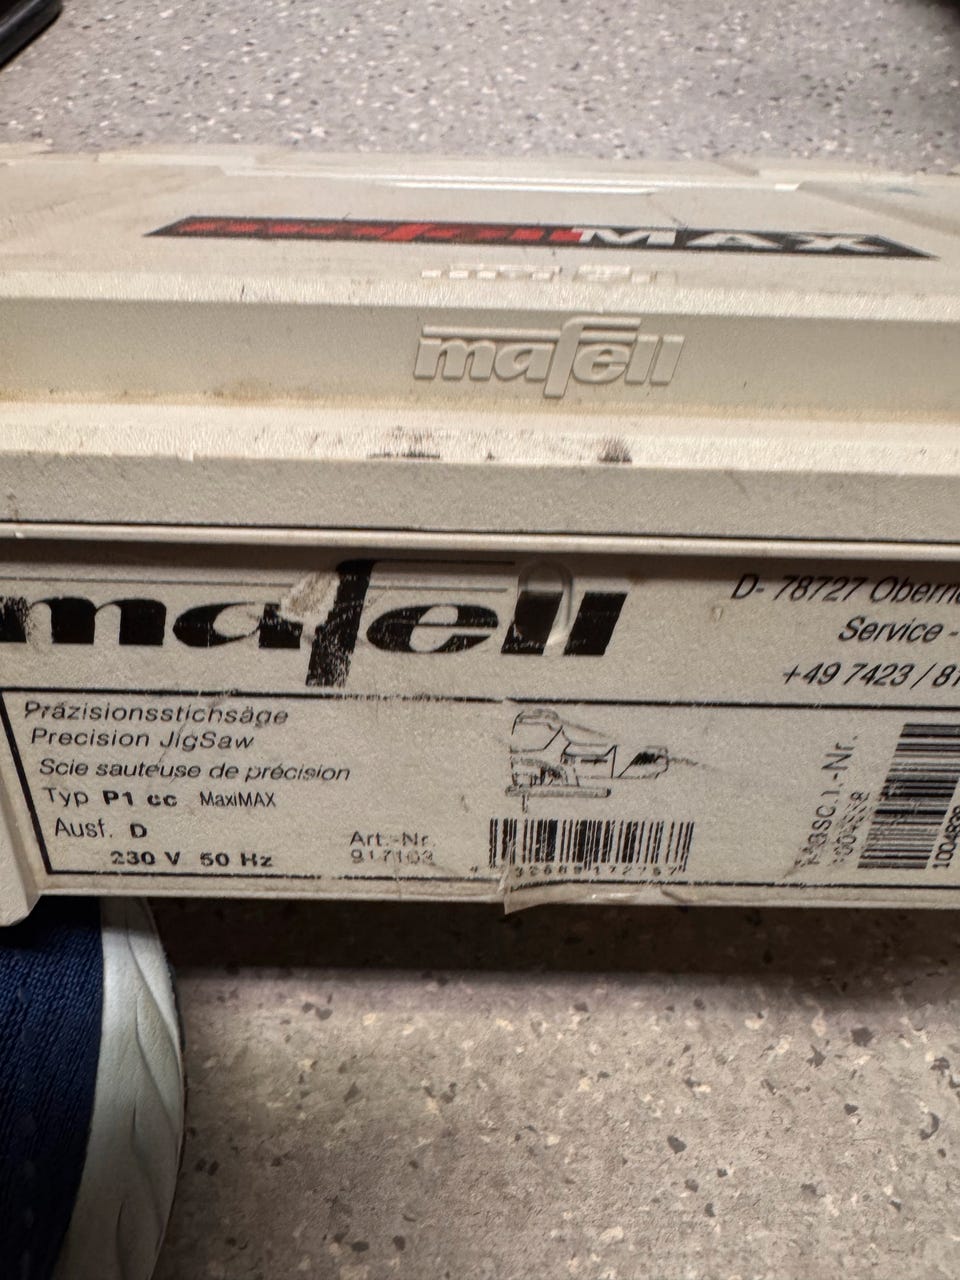 MAX
mafell
mafell
D- 78727
Service -
+49 7423 / 81
Präzisionsstichsäge
Precision JigSaw
Scie sauteuse de précision
Typ P1 cc MaxiMAX
Ausf. D
230 V 50 Hz
Art.-Nr.
917103